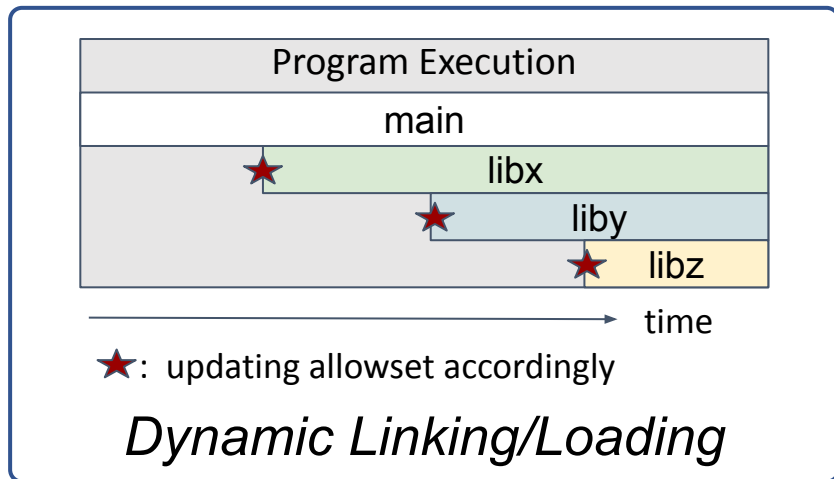 Program Execution
main
libx
liby
libz
time
★: updating allowset accordingly
Dynamic Linking/Loading